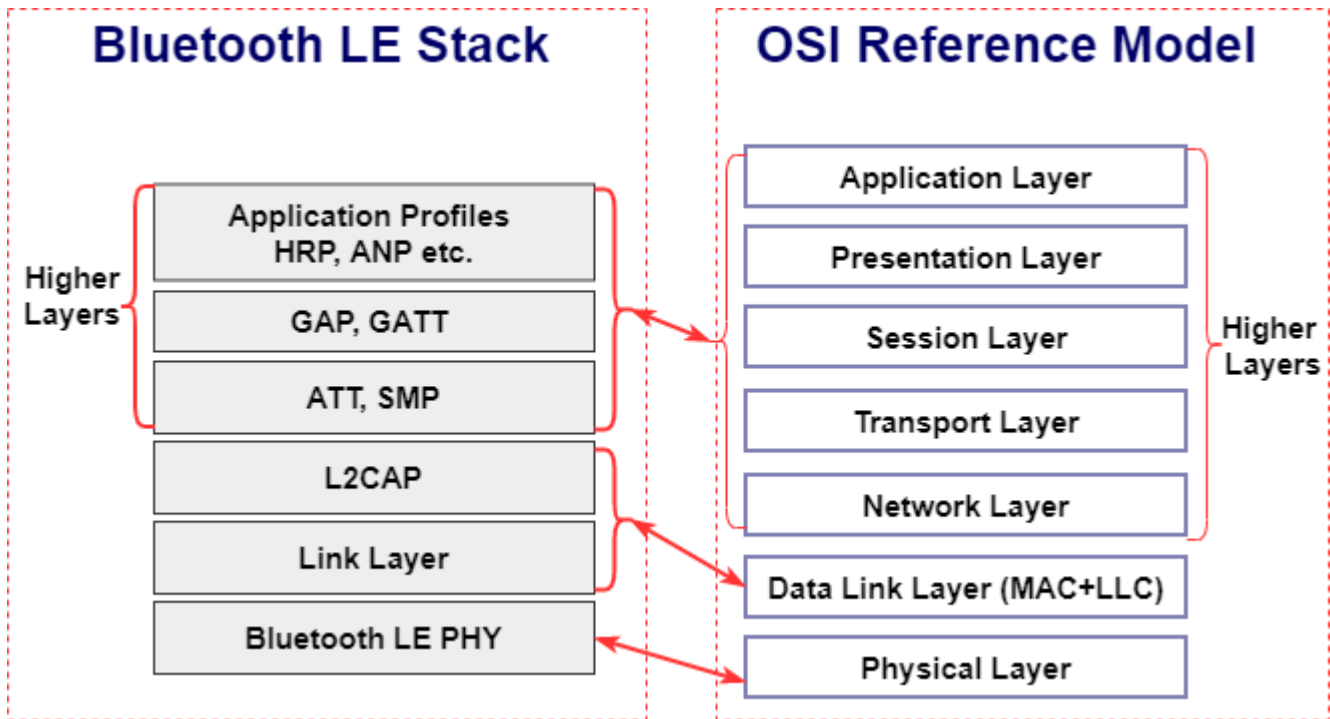 Bluetooth LE Stack
Higher
Layers
Application Profiles
HRP, ANP etc.
GAP, GATT
ATT, SMP
L2CAP
Link Layer
Bluetooth LE PHY
OSI Reference Model
Application Layer
Presentation Layer
Session Layer
Transport Layer
Network Layer
Data Link Layer (MAC+LLC)
Physical Layer
Higher
Layers